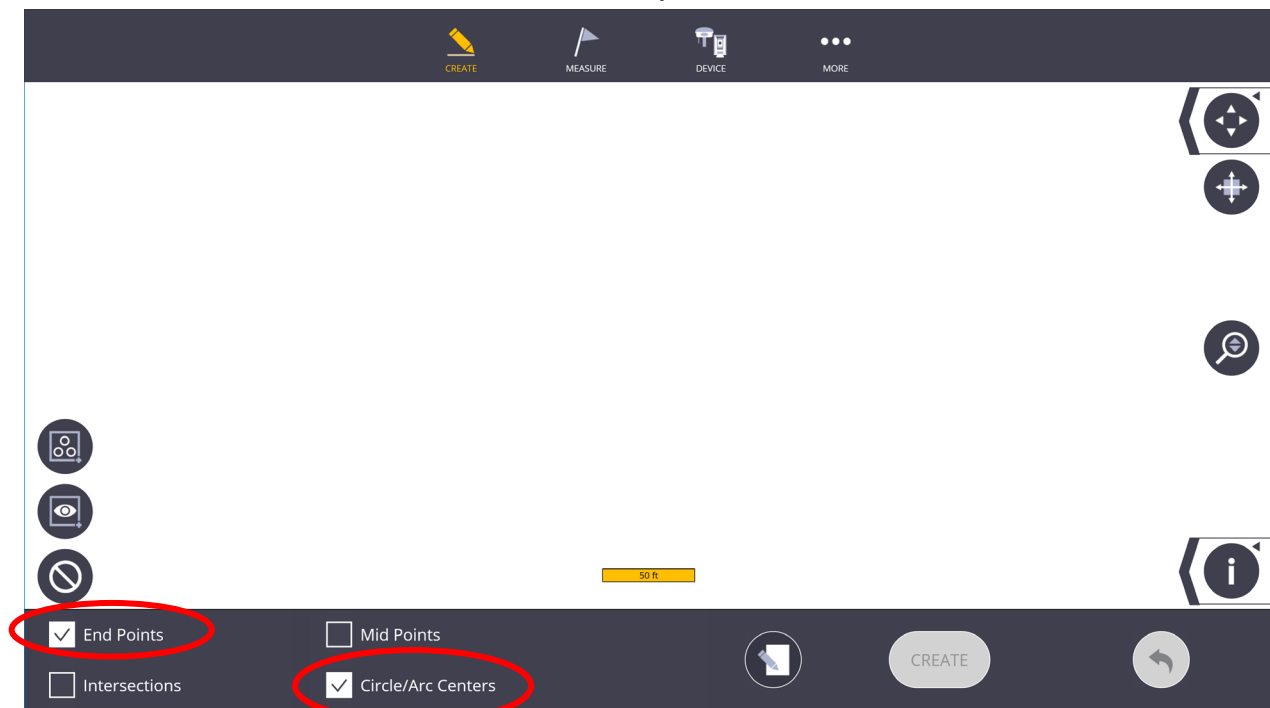 CREATE MEASURE DEVICE MORE
50 ft
End Points Mid Points
CREATE
Intersections Circle/Arc Centers